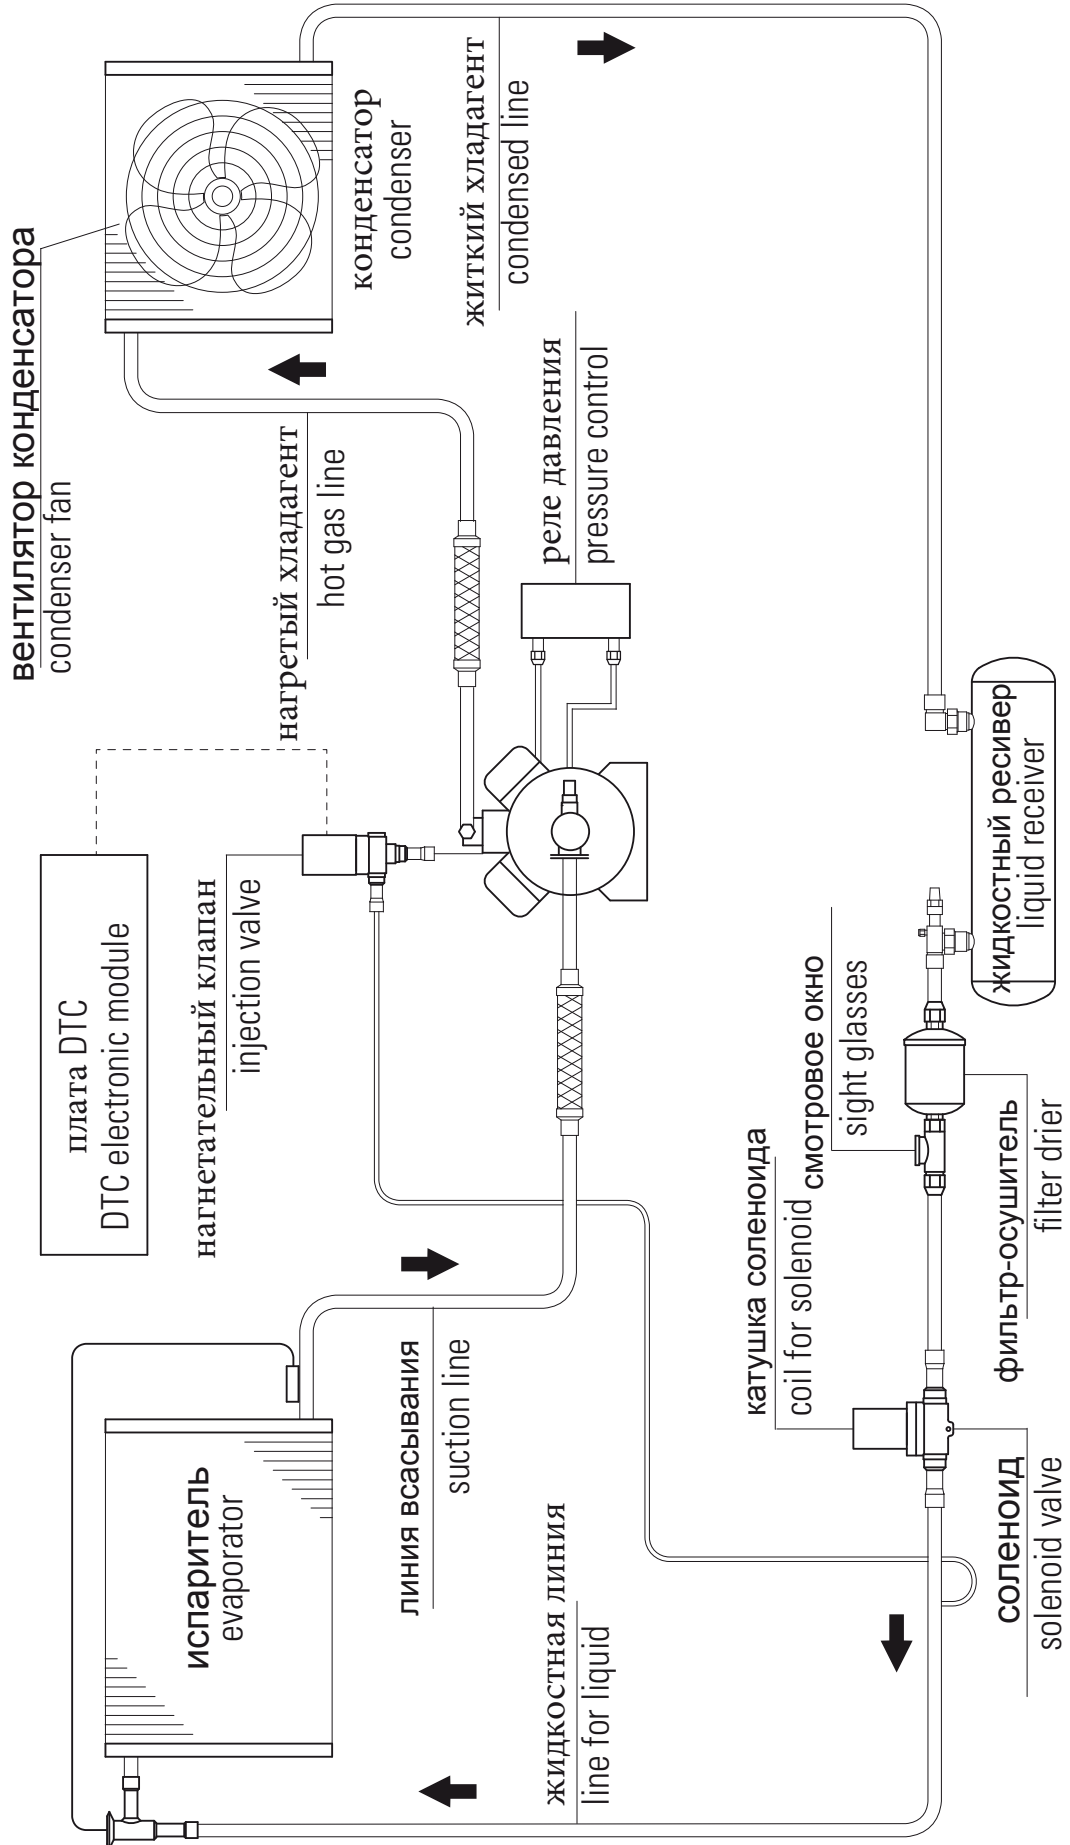 вентилятор конденсатора
condenser fan
конденсатор
condenser
житкий хладагент
condensed line
нагретый хладагент
hot gas line
реле давления
pressure control
плата DTC
DTC electronic module
нагнетательный клапан
injection valve
жидкостный ресивер
liquid receiver
смотровое окно
sight glasses
фильтр-осушитель
filter drier
катушка соленоида
coil for solenoid
соленоид
solenoid valve
линия всасывания
suction line
испаритель
evaporator
жидкостная линия
line for liquid